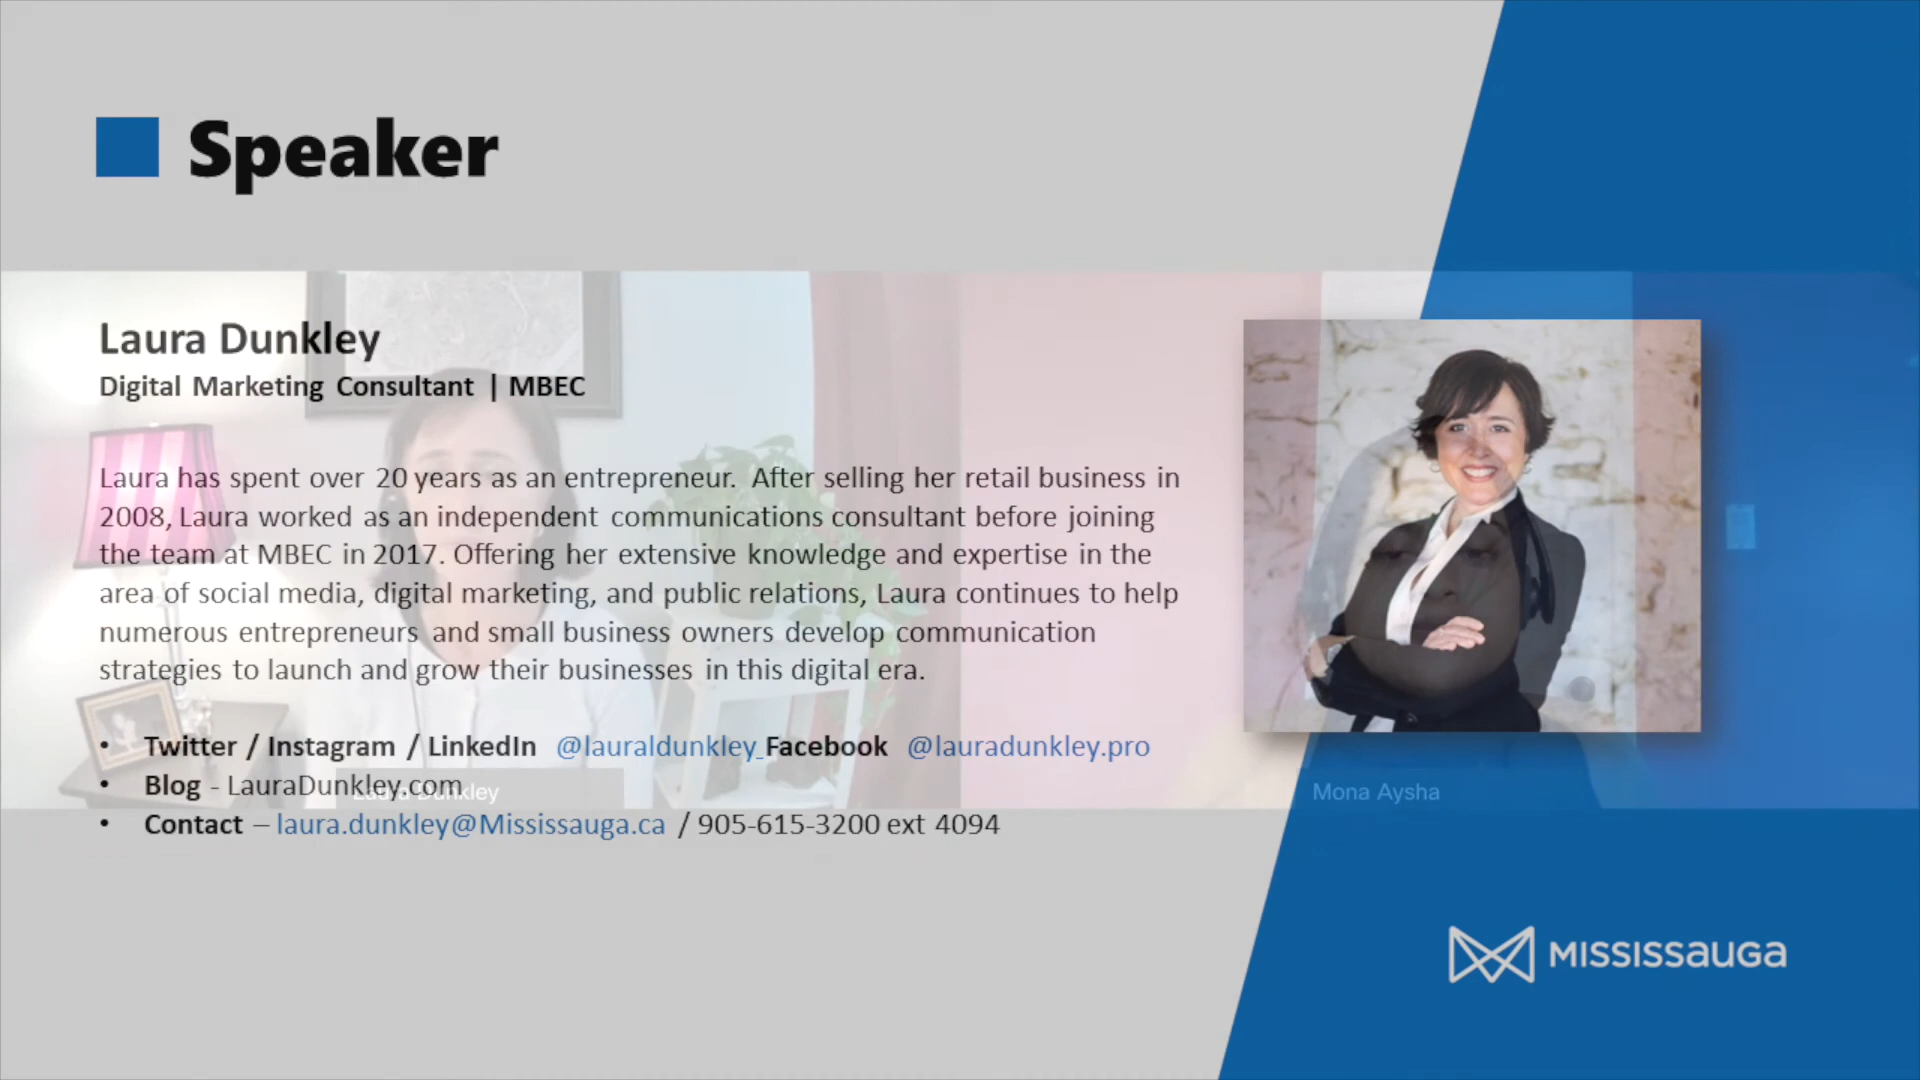 Speaker
Laura Dunkley
Digital Marketing Consultant | MBEC
Laura has spent over 20 years as an entrepreneur. After selling her retail business in
2008, Laura worked as an independent communications consultant before joining
the team at MBEC in 2017. Offering her extensive knowledge and expertise in the
area of social media, digital marketing, and public relations, Laura continues to help
numerous entrepreneurs and small business owners develop communication
strategies to launch and grow their businesses in this digital era.
• Twitter / Instagram / LinkedIn @lauraldunkley Facebook @lauradunkley.pro
• Blog - LauraDunkley.com
Laura Dunkley
Mona Aysha
• Contact – laura.dunkley@Mississauga.ca / 905-615-3200 ext 4094
MISSISSAUGA